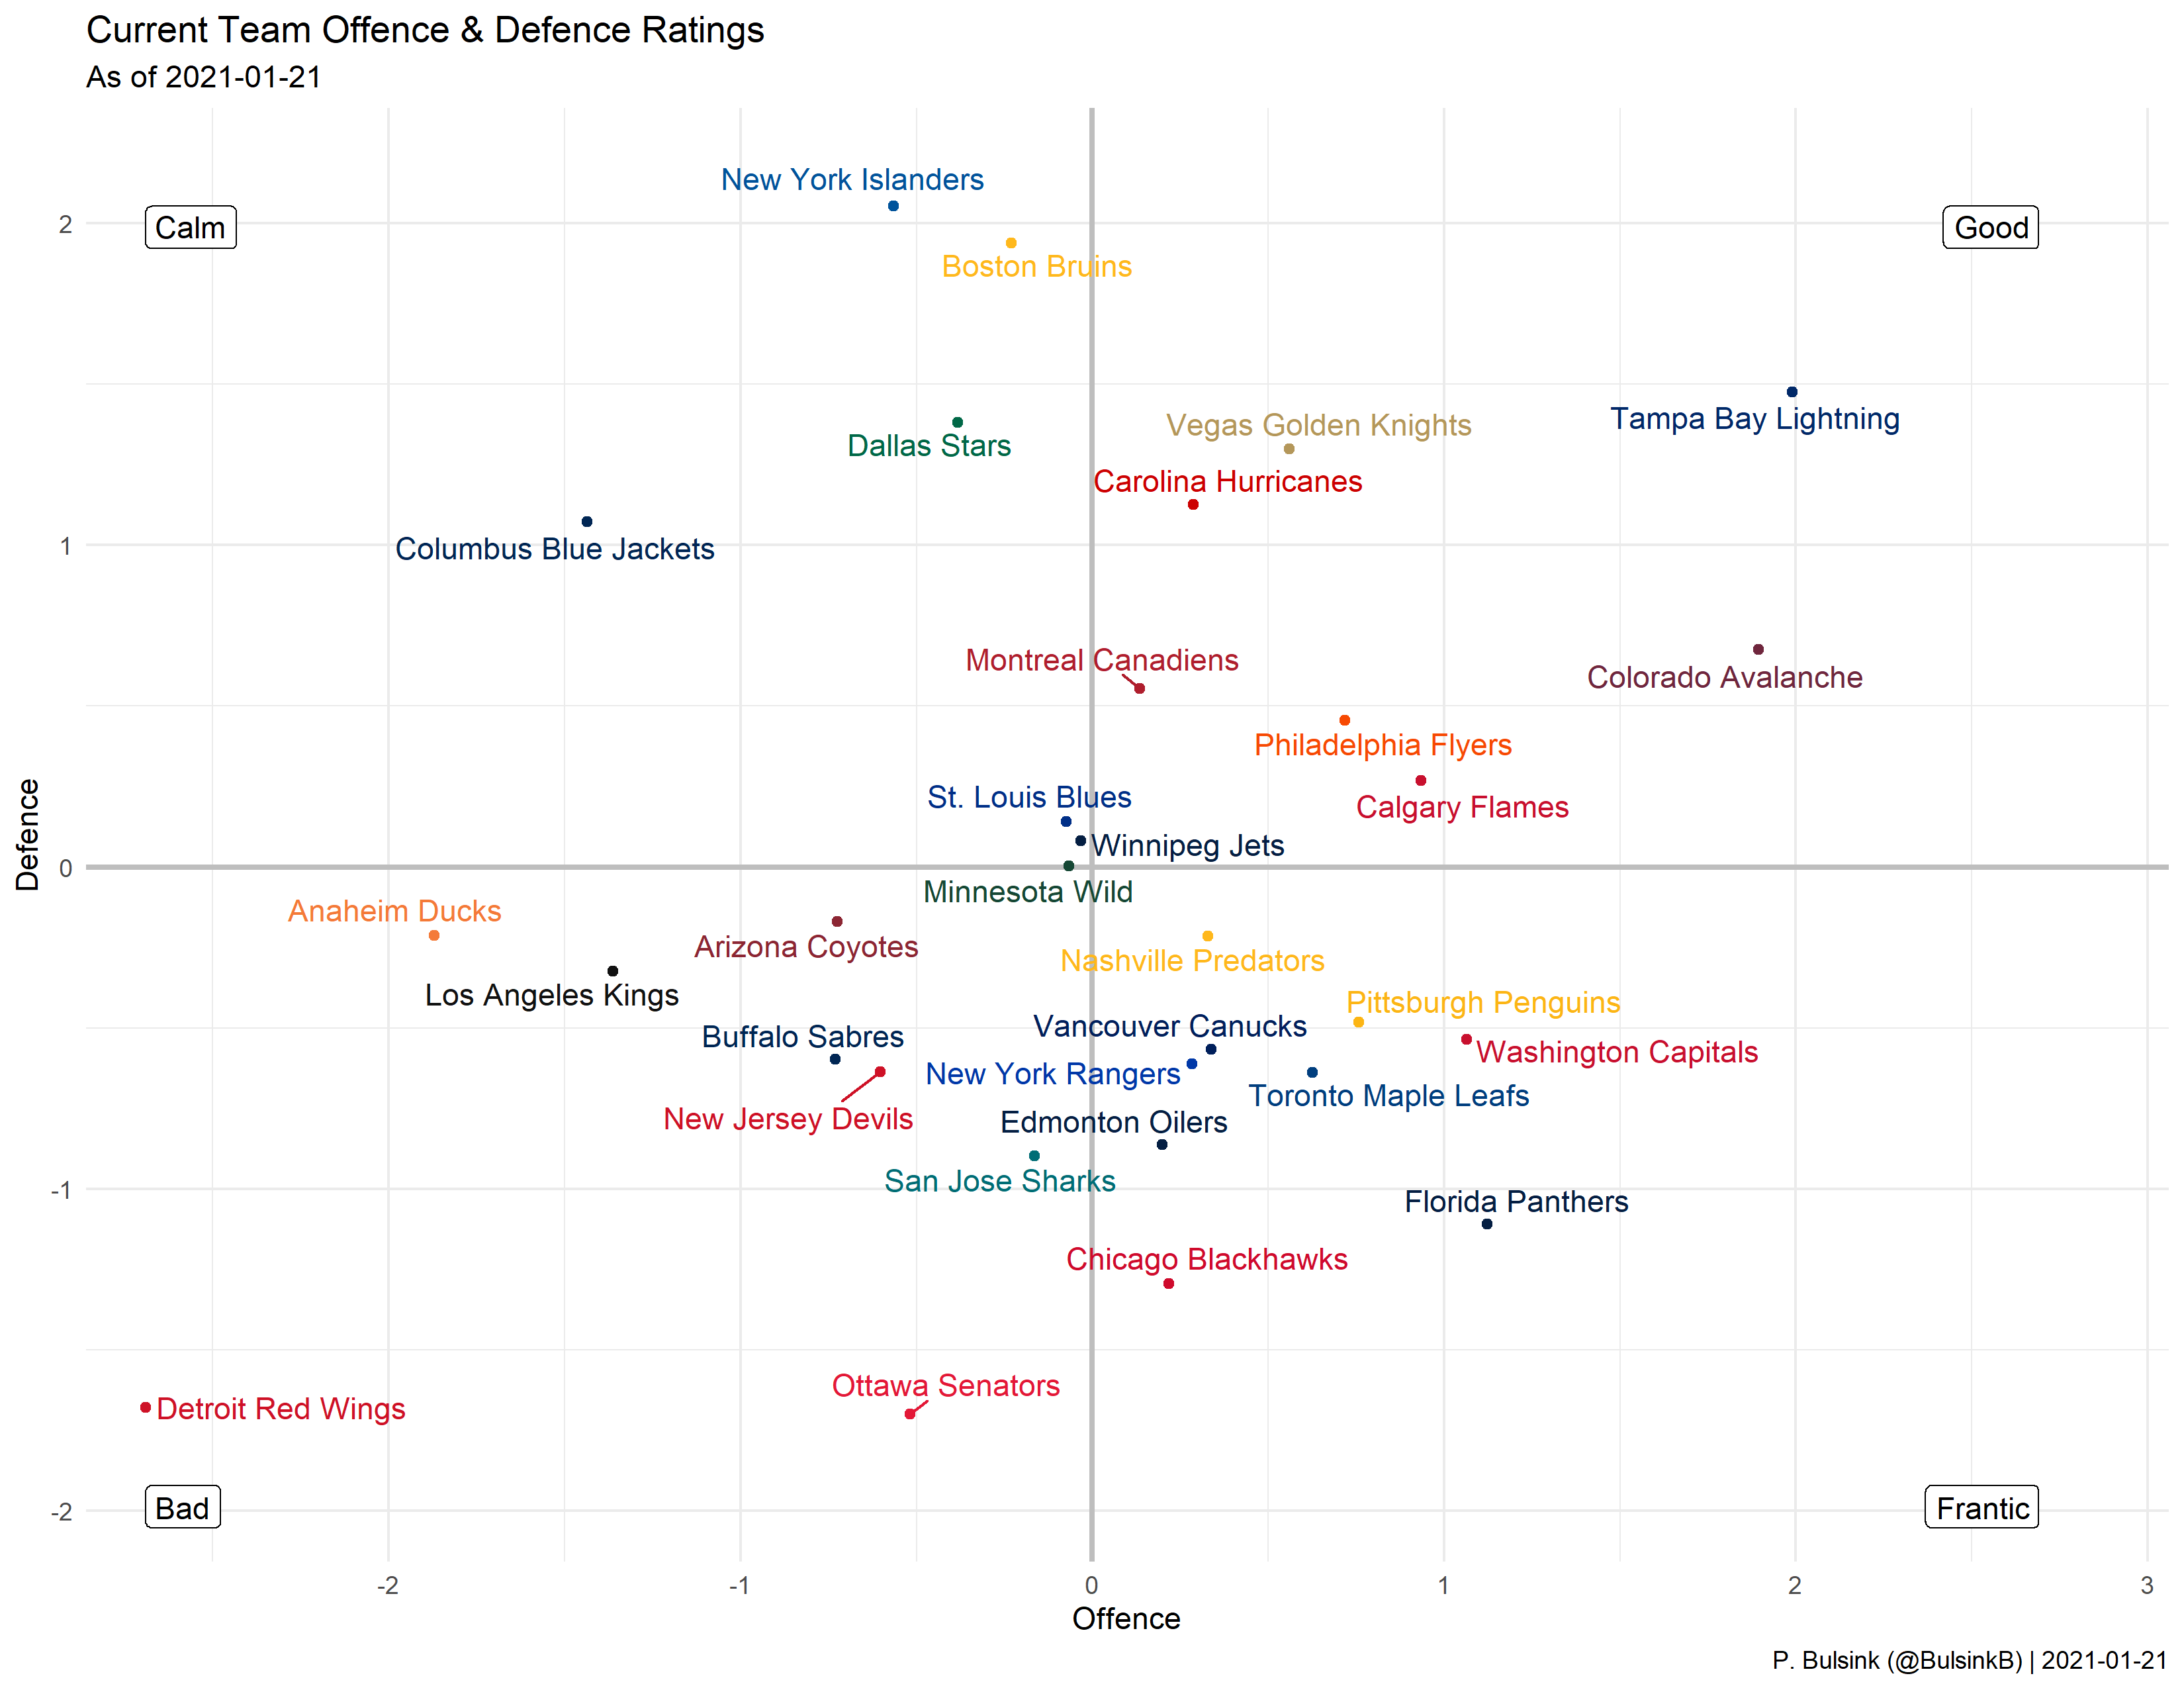 Current Team Offence & Defence Ratings
As of 2021-01-21
New York Islanders
Calm
Good
2
Boston Bruins
Tampa Bay Lightning
Vegas Golden Knights
Dallas Stars
Carolina Hurricanes
1
Columbus Blue Jackets
Montreal Canadiens
Colorado Avalanche
Philadelphia Flyers
St. Louis Blues
Calgary Flames
Defence
Winnipeg Jets
0
Minnesota Wild
Anaheim Ducks
Arizona Coyotes
Nashville Predators
Los Angeles Kings
Pittsburgh Penguins
Vancouver Canucks
Buffalo Sabres
Washington Capitals
New York Rangers
Toronto Maple Leafs
New Jersey Devils
Edmonton Oilers
San Jose Sharks
-1
Florida Panthers
Chicago Blackhawks
Ottawa Senators
Detroit Red Wings
Bad
Frantic
-2
-2 -1 0 1 2 3
Offence
P. Bulsink (@BulsinkB) | 2021-01-21